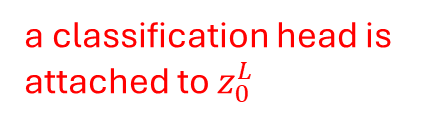 a classification head is
attached to $z_0^L$